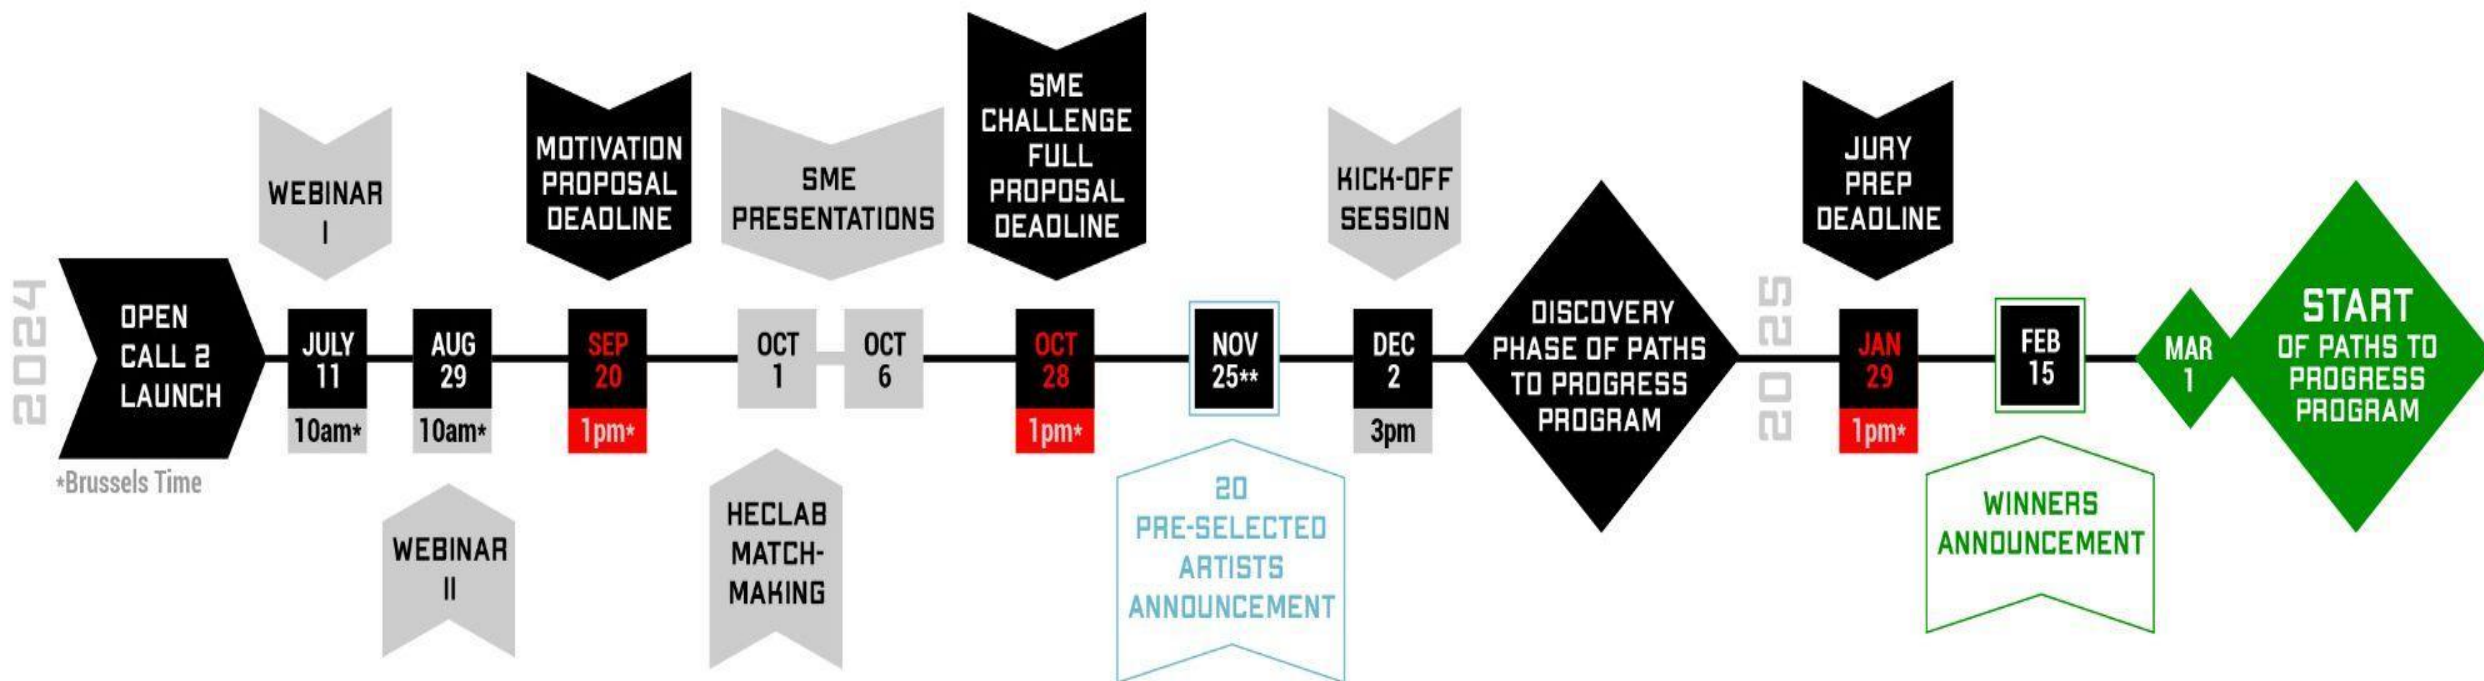 2024
OPEN
CALL 2
LAUNCH
*Brussels Time
WEBINAR
I
JULY
11
10am*
AUG
29
10am*
WEBINAR
II
MOTIVATION
PROPOSAL
DEADLINE
SEP
20
1pm*
SME
PRESENTATIONS
OCT
1
OCT
6
HECLAB
MATCH-
MAKING
SME
CHALLENGE
FULL
PROPOSAL
DEADLINE
OCT
28
1pm*
NOV
25**
20
PRE-SELECTED
ARTISTS
ANNOUNCEMENT
KICK-OFF
SESSION
DEC
2
3pm
DISCOVERY
PHASE OF PATHS
TO PROGRESS
PROGRAM
2025
JURY
PREP
DEADLINE
JAN
29
1pm*
FEB
15
WINNERS
ANNOUNCEMENT
MAR
1
START
OF PATHS TO
PROGRESS
PROGRAM